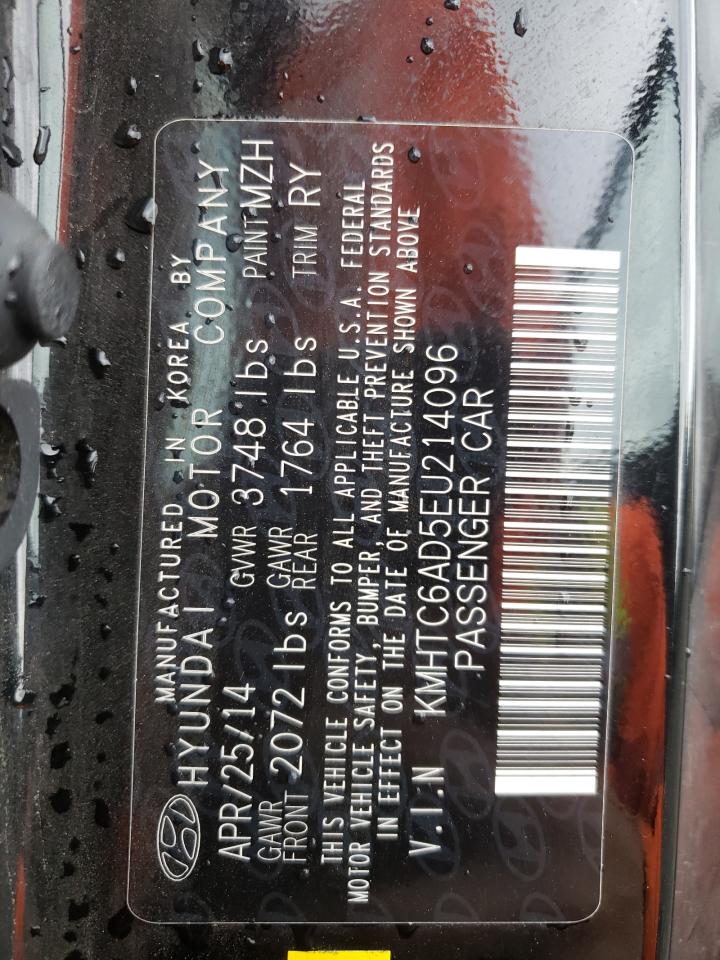 MANUFACTURED IN KOREA BY
HYUNDAI MOTOR COMPANY
APR/25/14 GVWR 3748 lbs PAINT MZH
GAWR FRONT 2072 lbs GAWR REAR 1764 lbs TRIM RY
THIS VEHICLE CONFORMS TO ALL APPLICABLE U.S.A. FEDERAL
MOTOR VEHICLE SAFETY, BUMPER, AND THEFT PREVENTION STANDARDS
IN EFFECT ON THE DATE OF MANUFACTURE SHOWN ABOVE
V.I.N KMHTC6AD5EU214096
PASSENGER CAR